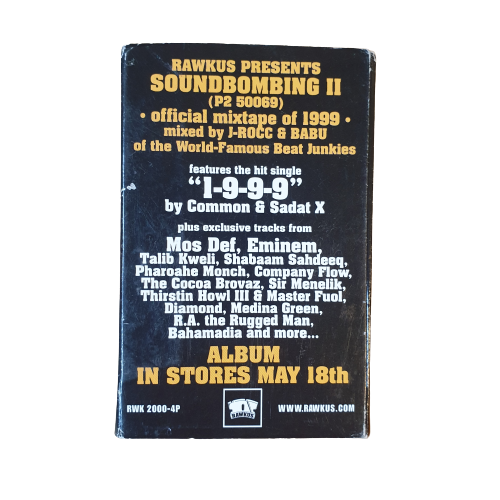 RAWKUS PRESENTS
SOUNDBOMBING II
(P2 50069)
• official mixtape of 1999 •
mixed by J-ROCC & BABU
of the World-Famous Beat Junkies
features the hit single
"1-9-9-9"
by Common & Sadat X
plus exclusive tracks from
Mos Def, Eminem,
Talib Kweli, Shabaam Sahdeeq,
Pharoahe Monch, Company Flow,
The Cocoa Brovaz, Sir Menelik,
Thirstin Howl III & Master Fuol,
Diamond, Medina Green,
R.A. the Rugged Man,
Bahamadia and more...
ALBUM
IN STORES MAY 18th
RWK 2000-4P
RAWKUS
WWW.RAWKUS.COM